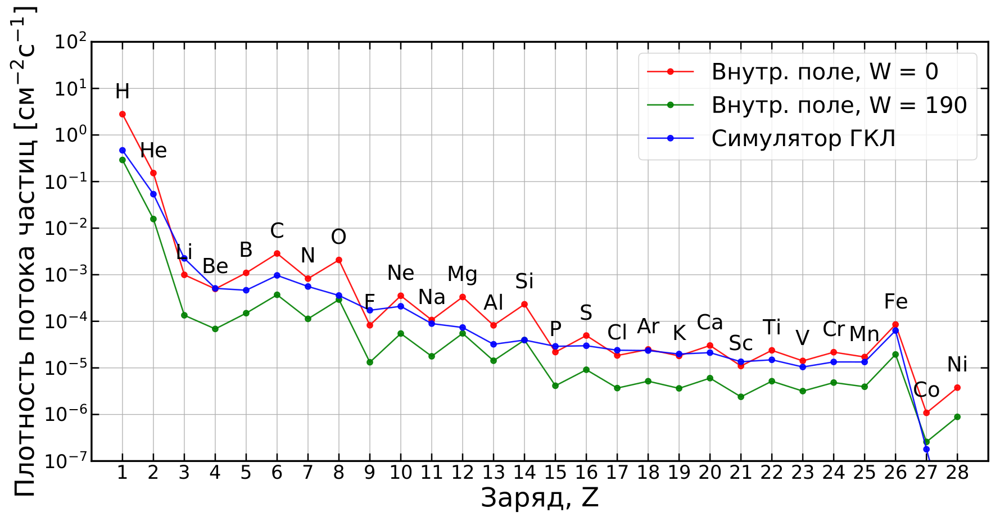 Плотность потока частиц [см⁻²с⁻¹]
10²
10¹
10⁰
10⁻¹
10⁻²
10⁻³
10⁻⁴
10⁻⁵
10⁻⁶
10⁻⁷
Внутр. поле, W = 0
Внутр. поле, W = 190
Симулятор ГКЛ
H
He
Li
Be
B
C
N
O
F
Ne
Na
Mg
Al
Si
P
S
Cl
Ar
K
Ca
Sc
Ti
V
Cr
Mn
Fe
Co
Ni
1 2 3 4 5 6 7 8 9 10 11 12 13 14 15 16 17 18 19 20 21 22 23 24 25 26 27 28
Заряд, Z